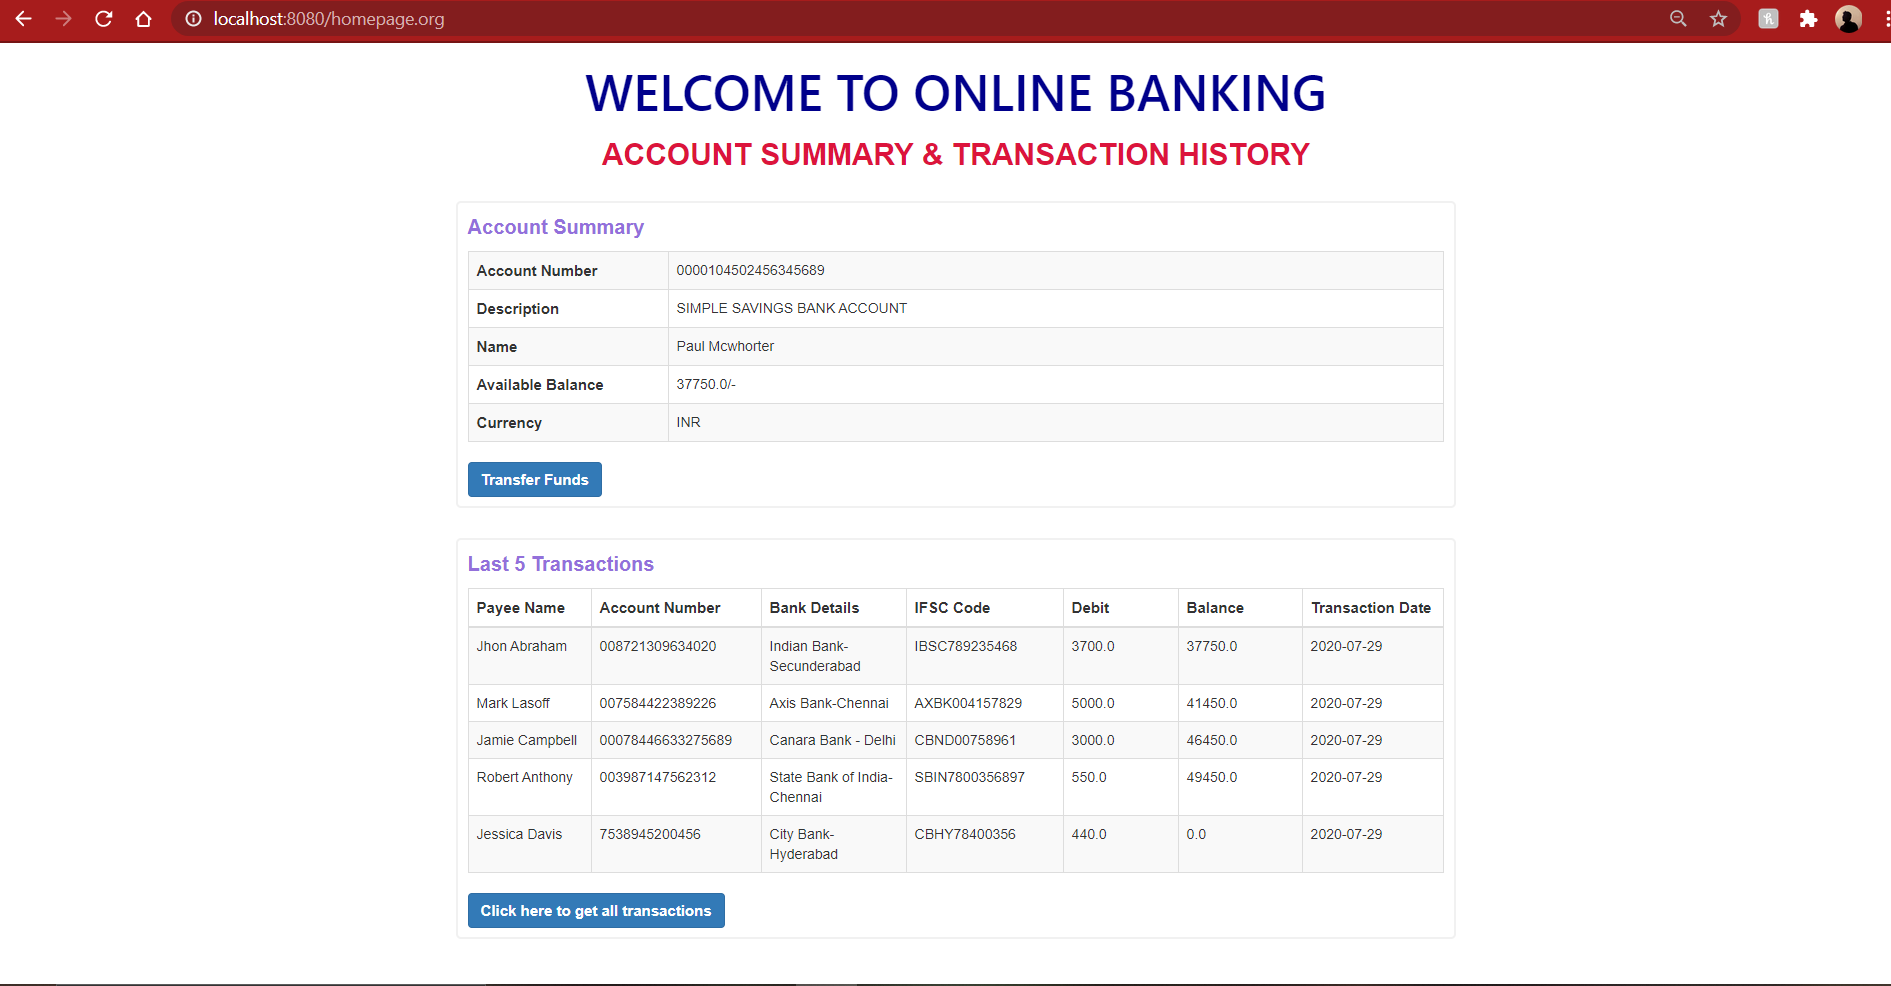 localhost:8080/homepage.org
WELCOME TO ONLINE BANKING
ACCOUNT SUMMARY & TRANSACTION HISTORY
Account Summary
Account Number 0000104502456345689
Description SIMPLE SAVINGS BANK ACCOUNT
Name Paul Mcwhorter
Available Balance 37750.0/-
Currency INR
Transfer Funds
Last 5 Transactions
Payee Name Account Number Bank Details IFSC Code Debit Balance Transaction Date
Jhon Abraham 008721309634020 Indian Bank- IBSC789235468 3700.0 37750.0 2020-07-29
Secunderabad
Mark Lasoff 007584422389226 Axis Bank-Chennai AXBK004157829 5000.0 41450.0 2020-07-29
Jamie Campbell 00078446633275689 Canara Bank - Delhi CBND00758961 3000.0 46450.0 2020-07-29
Robert Anthony 003987147562312 State Bank of India- SBIN7800356897 550.0 49450.0 2020-07-29
Chennai
Jessica Davis 7538945200456 City Bank- CBHY78400356 440.0 0.0 2020-07-29
Hyderabad
Click here to get all transactions